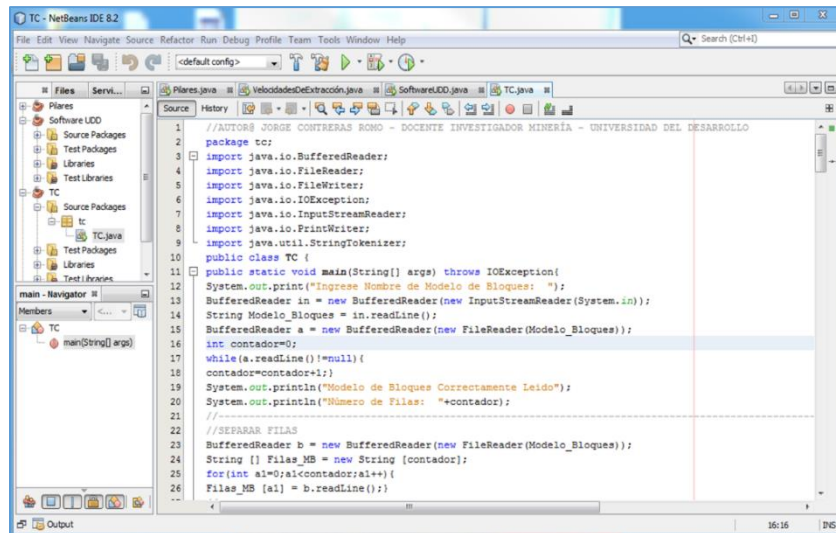 TC - NetBeans IDE 8.2
File Edit View Navigate Source Refactor Run Debug Profile Team Tools Window Help
Search (Ctrl+I)
<default config>
Files Servi...
Pilares.java VelocidadesDeExtracción.java SoftwareUDD.java TC.java
Source History
Pilares
Software UDD
Source Packages
Test Packages
Libraries
Test Libraries
TC
Source Packages
tc
TC.java
Test Packages
Libraries
Test Libraries
main - Navigator
Members
TC
main(String[] args)
1 //AUTOR@ JORGE CONTRERAS ROMO - DOCENTE INVESTIGADOR MINERÍA - UNIVERSIDAD DEL DESARROLLO
2 package tc;
3 import java.io.BufferedReader;
4 import java.io.FileReader;
5 import java.io.FileWriter;
6 import java.io.IOException;
7 import java.io.InputStreamReader;
8 import java.io.PrintWriter;
9 import java.util.StringTokenizer;
10 public class TC {
11 public static void main(String[] args) throws IOException{
12 System.out.print("Ingrese Nombre de Modelo de Bloques:  ");
13 BufferedReader in = new BufferedReader(new InputStreamReader(System.in));
14 String Modelo_Bloques = in.readLine();
15 BufferedReader a = new BufferedReader(new FileReader(Modelo_Bloques));
16 int contador=0;
17 while(a.readLine()!=null){
18 contador=contador+1;}
19 System.out.println("Modelo de Bloques Correctamente Leido");
20 System.out.println("Número de Filas:  "+contador);
21 //----------------------------------------------------------------
22 //SEPARAR FILAS
23 BufferedReader b = new BufferedReader(new FileReader(Modelo_Bloques));
24 String [] Filas_MB = new String [contador];
25 for(int a1=0;a1<contador;a1++){
26 Filas_MB [a1] = b.readLine();}
Output
16:16 INS